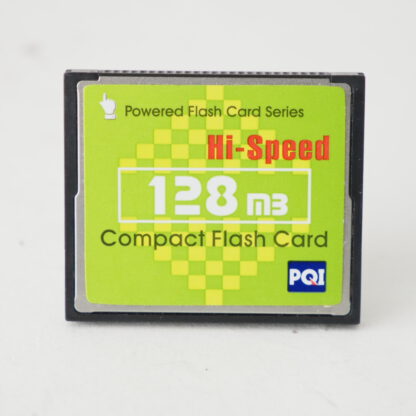 Powered Flash Card Series
Hi-Speed
128 MB
Compact Flash Card
PQI